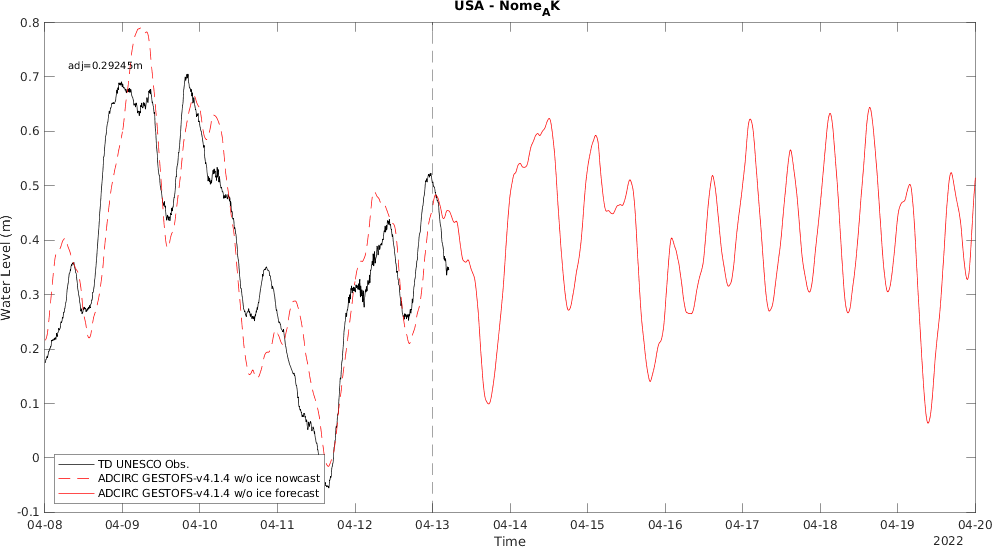 USA - Nome_AK
0.8
0.7
0.6
0.5
0.4
0.3
0.2
0.1
0
-0.1
Water Level (m)
adj=0.29245m
TD UNESCO Obs.
ADCIRC GESTOFS-v4.1.4 w/o ice nowcast
ADCIRC GESTOFS-v4.1.4 w/o ice forecast
04-08 04-09 04-10 04-11 04-12 04-13 04-14 04-15 04-16 04-17 04-18 04-19 04-20
Time
2022